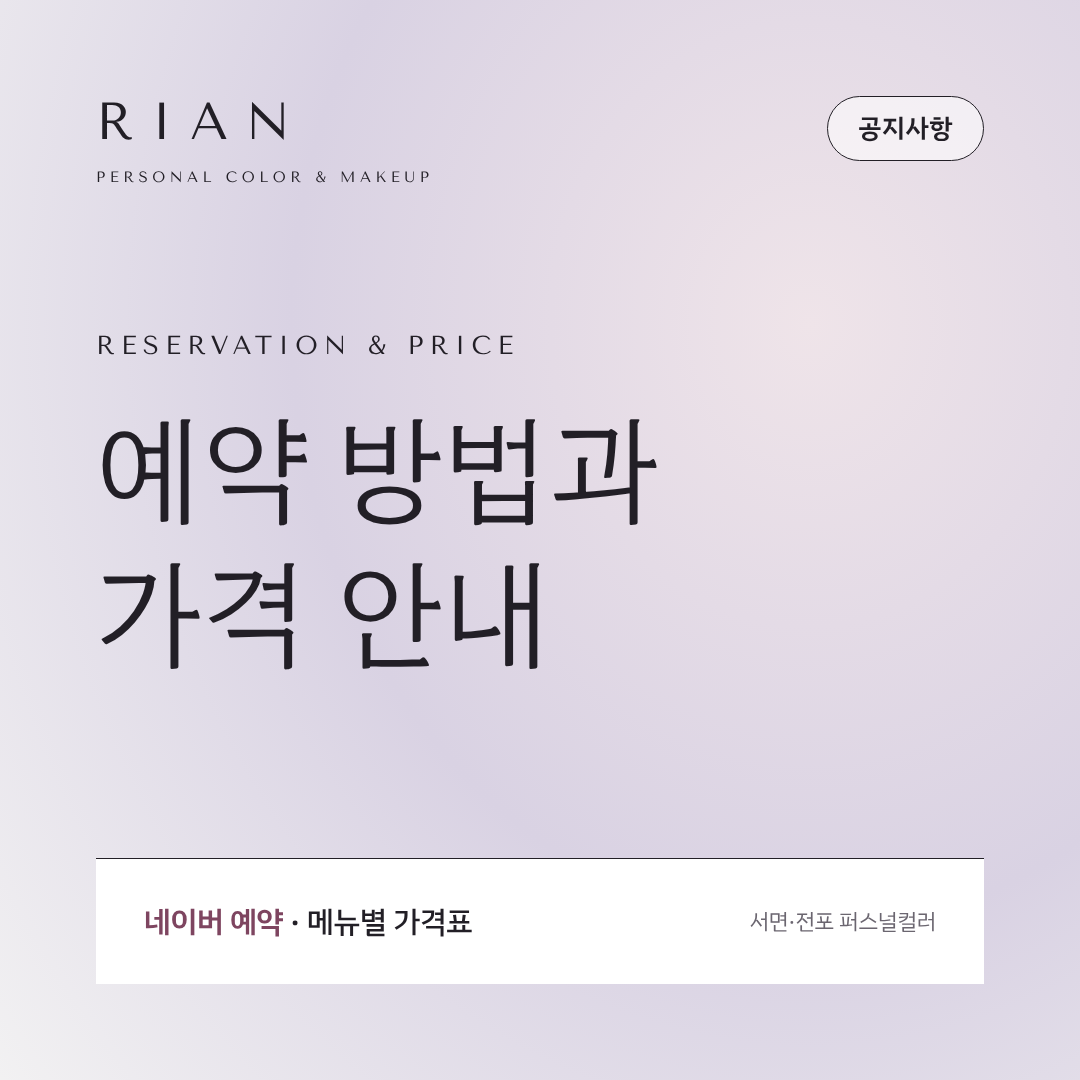 RIAN
PERSONAL COLOR & MAKEUP
공지사항
RESERVATION & PRICE
예약 방법과
가격 안내
네이버 예약 · 메뉴별 가격표
서면·전포 퍼스널컬러